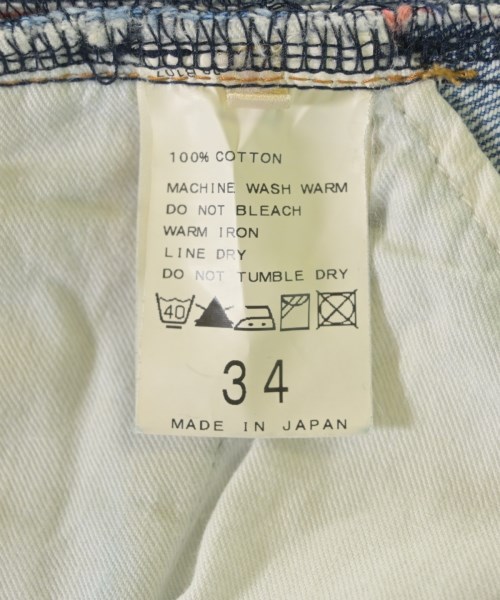 100% COTTON
MACHINE WASH WARM
DO NOT BLEACH
WARM IRON
LINE DRY
DO NOT TUMBLE DRY
40
34
MADE IN JAPAN